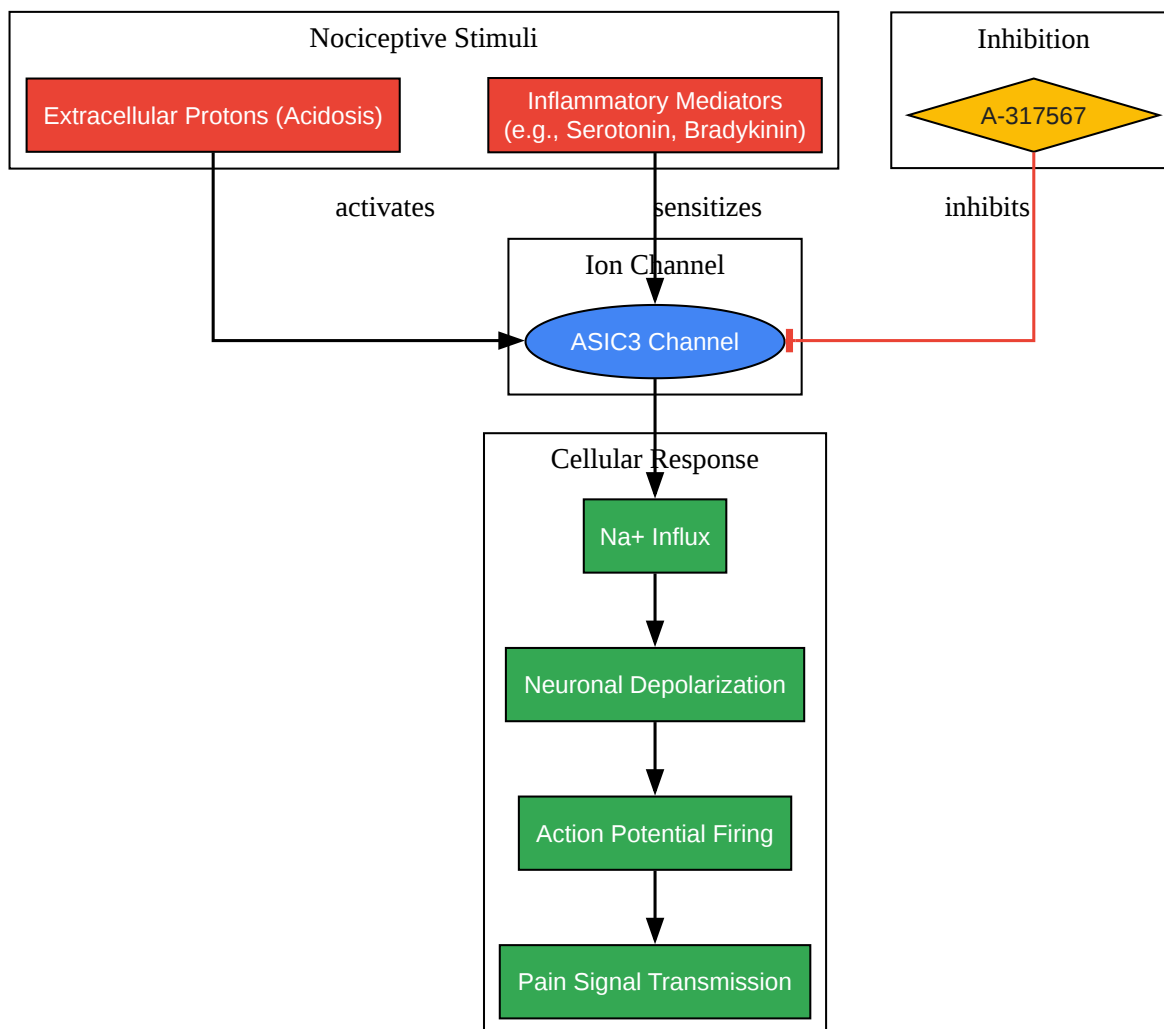 Nociceptive Stimuli
Inhibition
Extracellular Protons (Acidosis)
Inflammatory Mediators
(e.g., Serotonin, Bradykinin)
A-317567
activates
sensitizes
inhibits
Ion Channel
ASIC3 Channel
Cellular Response
Na+ Influx
Neuronal Depolarization
Action Potential Firing
Pain Signal Transmission